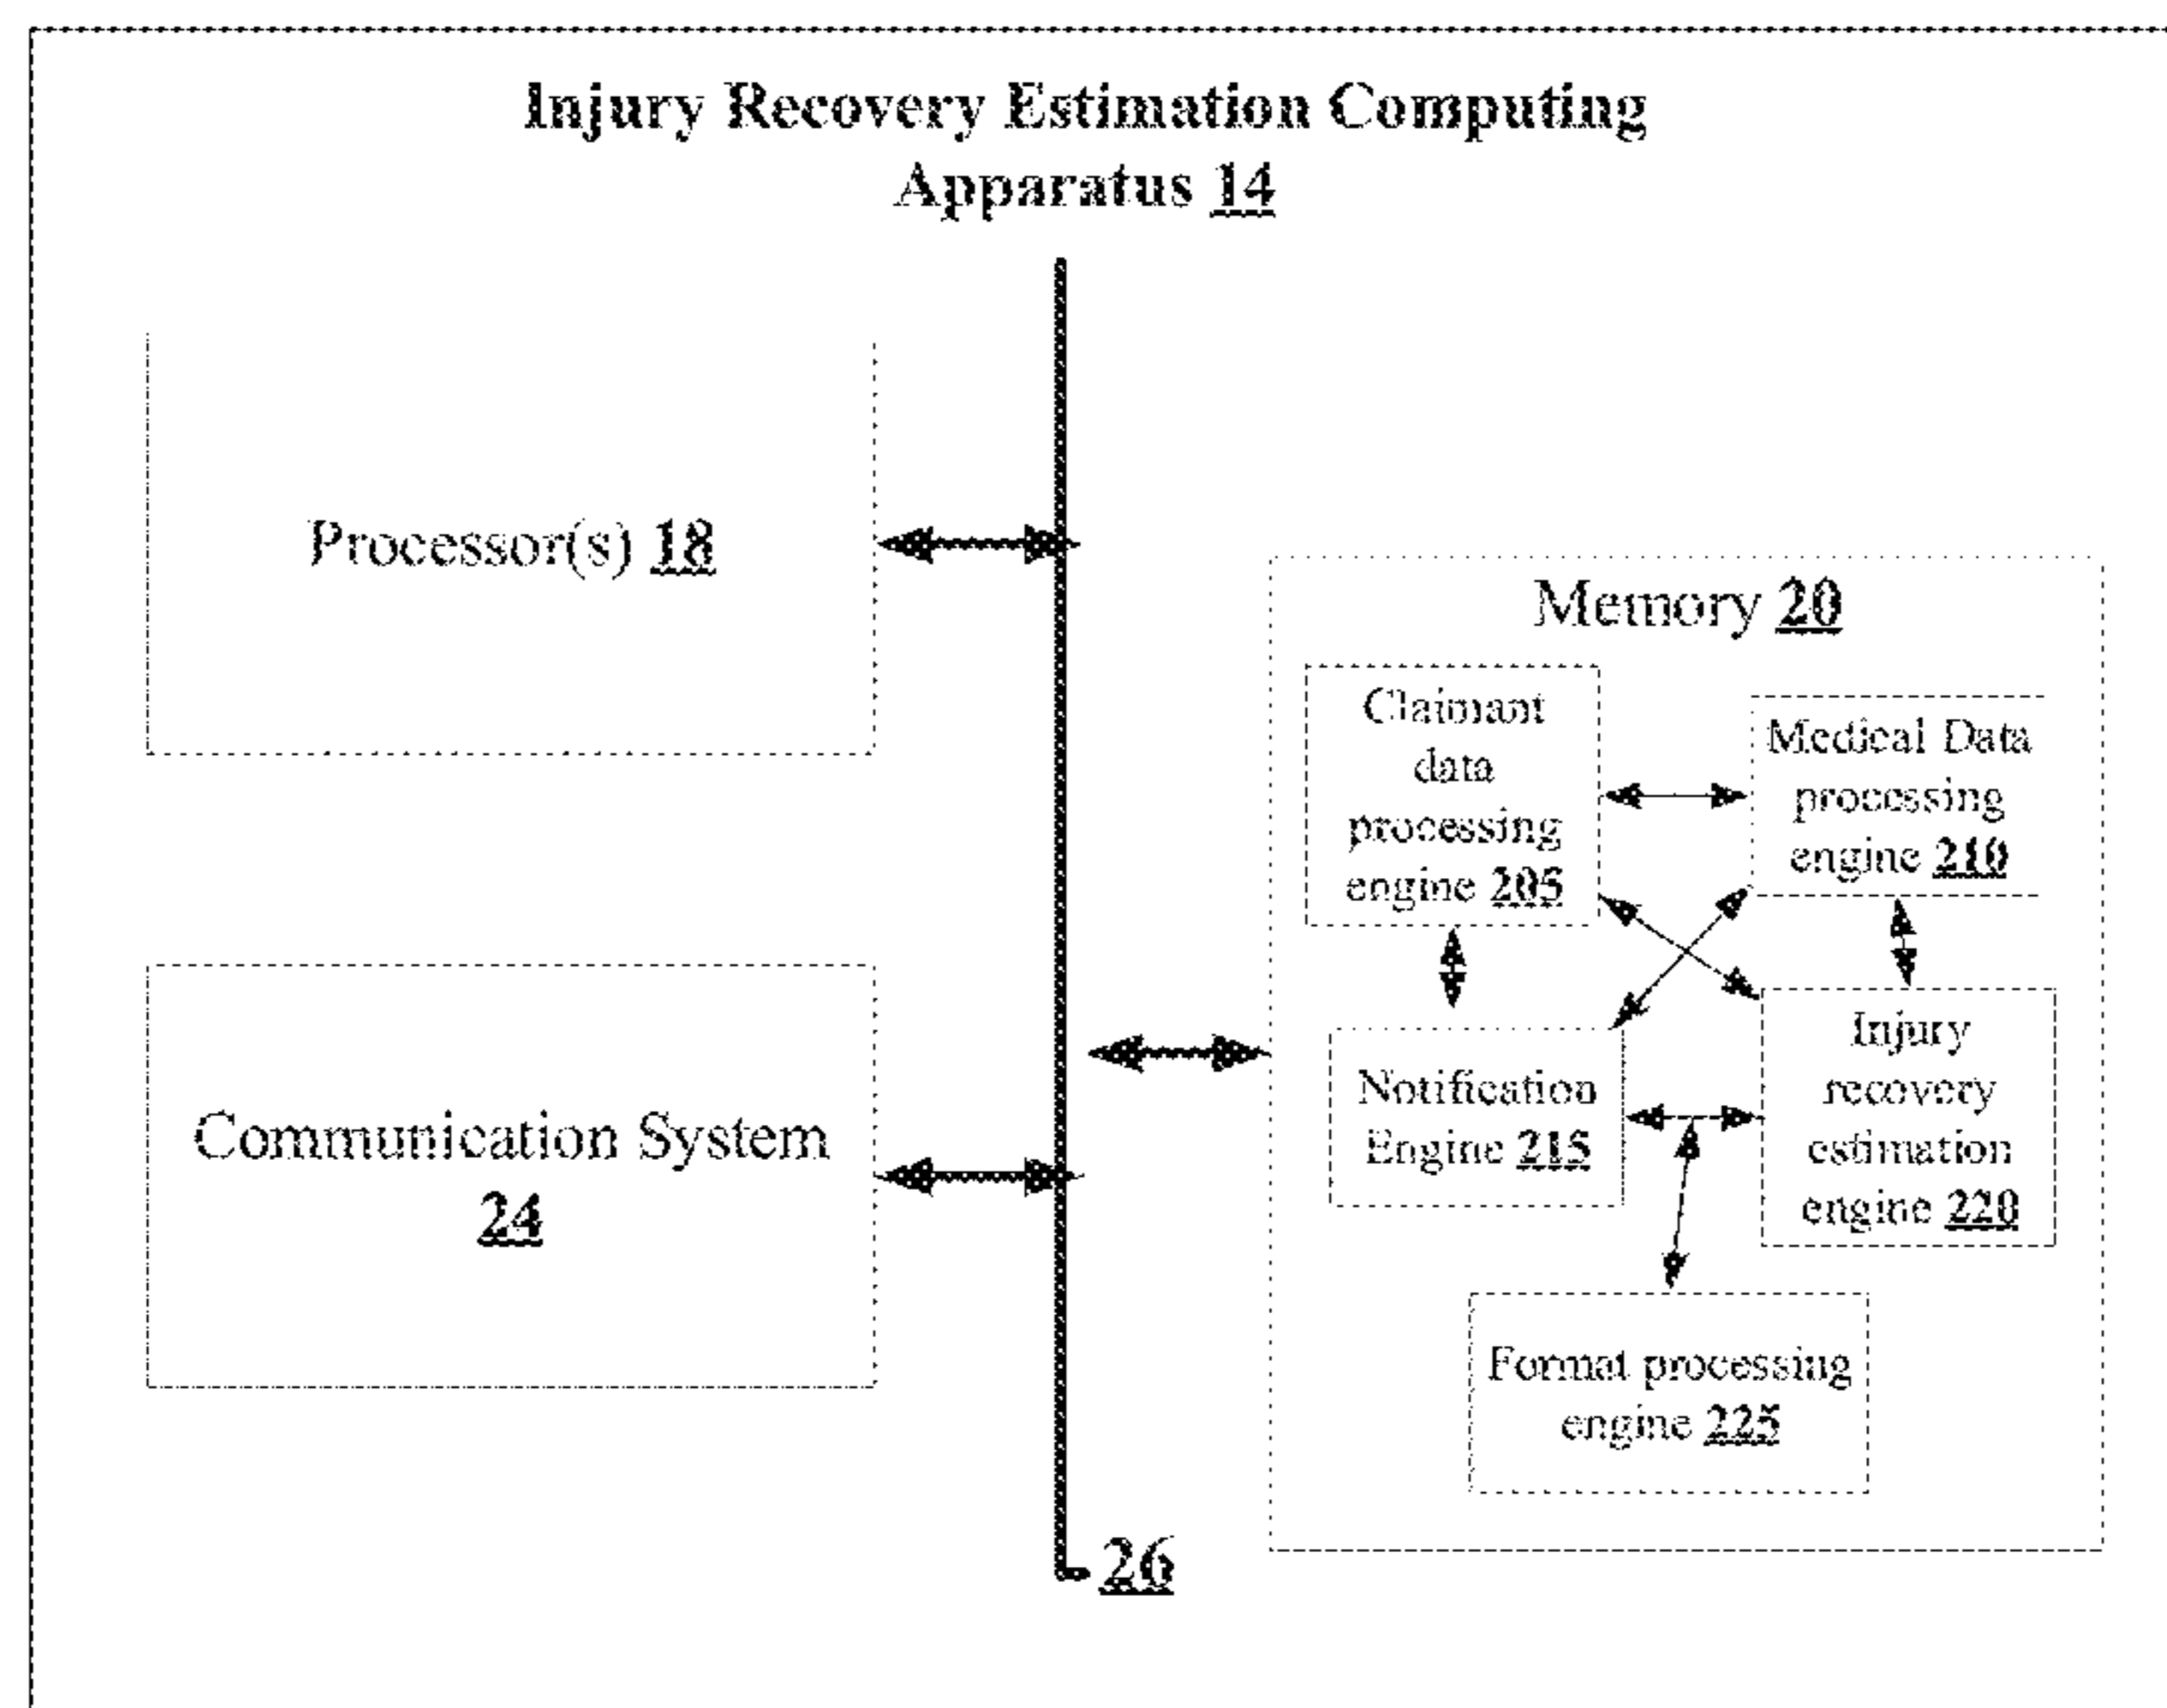 Injury Recovery Estimation Computing
Apparatus 14
Processor(s) 18
Memory 20
Claimant
data
processing
engine 205
Medical Data
processing
engine 210
Communication System
24
Notification
Engine 215
Injury
recovery
estimation
engine 220
Format processing
engine 225
26